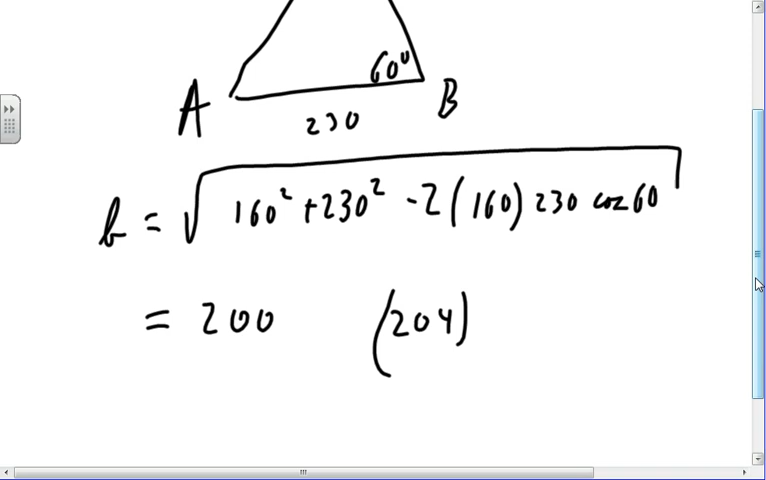 60°
A B
230
b = √160² + 230² - 2(160) 230 cos 60
= 200 (204)